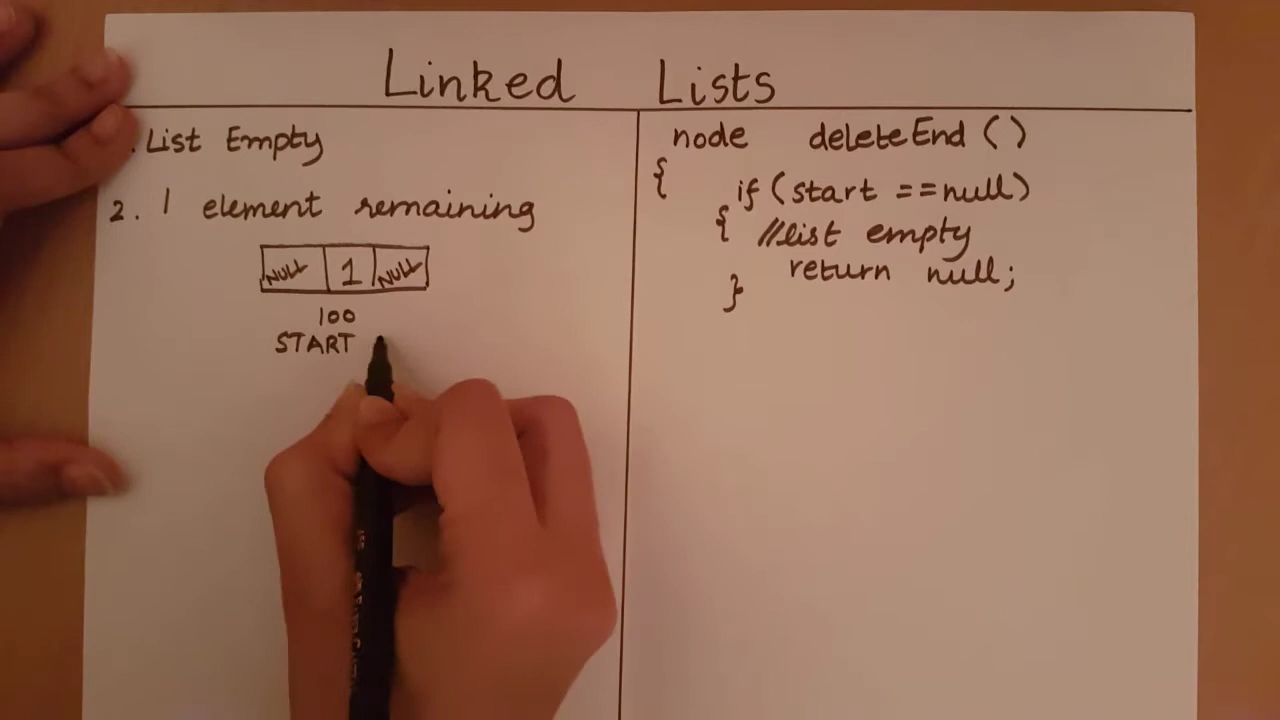 Linked Lists
. List Empty
2. 1 element remaining
NULL 1 NULL
100
START
node deleteEnd ()
{
if (start ==null)
{ //list empty
return null;
}